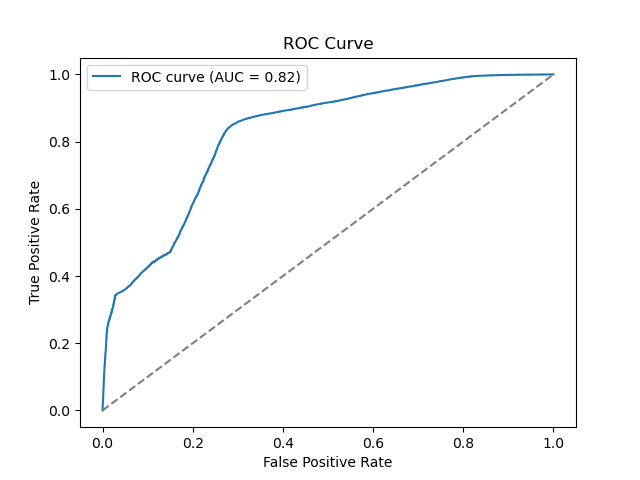 ROC Curve
ROC curve (AUC = 0.82)
1.0
0.8
0.6
0.4
0.2
0.0
True Positive Rate
0.0 0.2 0.4 0.6 0.8 1.0
False Positive Rate